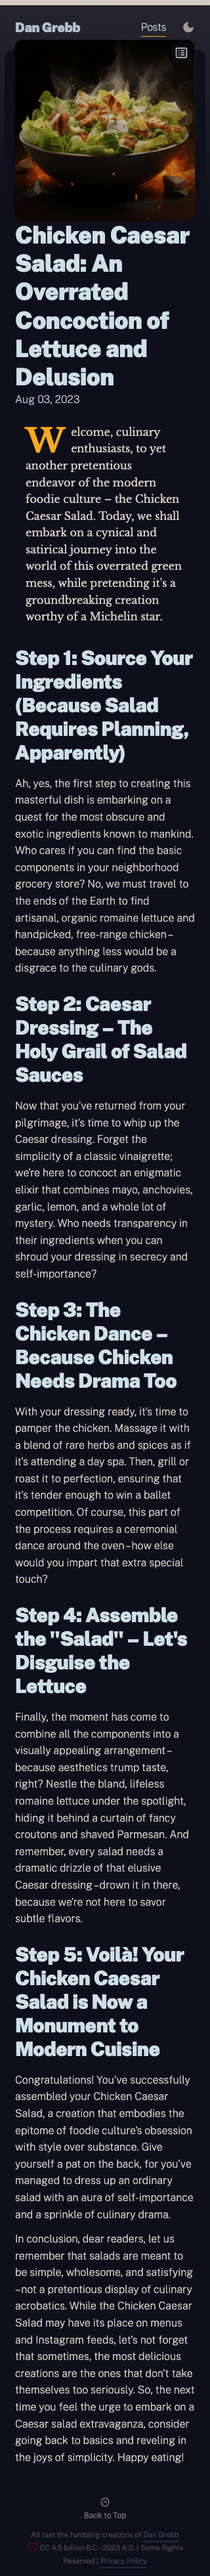 Dan Grebb
Posts
Chicken Caesar
Salad: An
Overrated
Concoction of
Lettuce and
Delusion
Aug 03, 2023
Welcome, culinary
enthusiasts, to yet
another pretentious
endeavor of the modern
foodie culture – the Chicken
Caesar Salad. Today, we shall
embark on a cynical and
satirical journey into the
world of this overrated green
mess, while pretending it's a
groundbreaking creation
worthy of a Michelin star.
Step 1: Source Your
Ingredients
(Because Salad
Requires Planning,
Apparently)
Ah, yes, the first step to creating this
masterful dish is embarking on a
quest for the most obscure and
exotic ingredients known to mankind.
Who cares if you can find the basic
components in your neighborhood
grocery store? No, we must travel to
the ends of the Earth to find
artisanal, organic romaine lettuce and
handpicked, free-range chicken –
because anything less would be a
disgrace to the culinary gods.
Step 2: Caesar
Dressing – The
Holy Grail of Salad
Sauces
Now that you've returned from your
pilgrimage, it's time to whip up the
Caesar dressing. Forget the
simplicity of a classic vinaigrette;
we're here to concoct an enigmatic
elixir that combines mayo, anchovies,
garlic, lemon, and a whole lot of
mystery. Who needs transparency in
their ingredients when you can
shroud your dressing in secrecy and
self-importance?
Step 3: The
Chicken Dance –
Because Chicken
Needs Drama Too
With your dressing ready, it's time to
pamper the chicken. Massage it with
a blend of rare herbs and spices as if
it's attending a day spa. Then, grill or
roast it to perfection, ensuring that
it's tender enough to win a ballet
competition. Of course, this part of
the process requires a ceremonial
dance around the oven – how else
would you impart that extra special
touch?
Step 4: Assemble
the "Salad" – Let's
Disguise the
Lettuce
Finally, the moment has come to
combine all the components into a
visually appealing arrangement –
because aesthetics trump taste,
right? Nestle the bland, lifeless
romaine lettuce under the spotlight,
hiding it behind a curtain of fancy
croutons and shaved Parmesan. And
remember, every salad needs a
dramatic drizzle of that elusive
Caesar dressing – drown it in there,
because we're not here to savor
subtle flavors.
Step 5: Voilà! Your
Chicken Caesar
Salad is Now a
Monument to
Modern Cuisine
Congratulations! You've successfully
assembled your Chicken Caesar
Salad, a creation that embodies the
epitome of foodie culture's obsession
with style over substance. Give
yourself a pat on the back, for you've
managed to dress up an ordinary
salad with an aura of self-importance
and a sprinkle of culinary drama.
In conclusion, dear readers, let us
remember that salads are meant to
be simple, wholesome, and satisfying
– not a pretentious display of culinary
acrobatics. While the Chicken Caesar
Salad may have its place on menus
and Instagram feeds, let's not forget
that sometimes, the most delicious
creations are the ones that don't take
themselves too seriously. So, the next
time you feel the urge to embark on a
Caesar salad extravaganza, consider
going back to basics and reveling in
the joys of simplicity. Happy eating!
Back to Top
All text the fumbling creations of Dan Grebb
CC 4.5 billion B.C.–2023 A.D. | Some Rights
Reserved | Privacy Policy